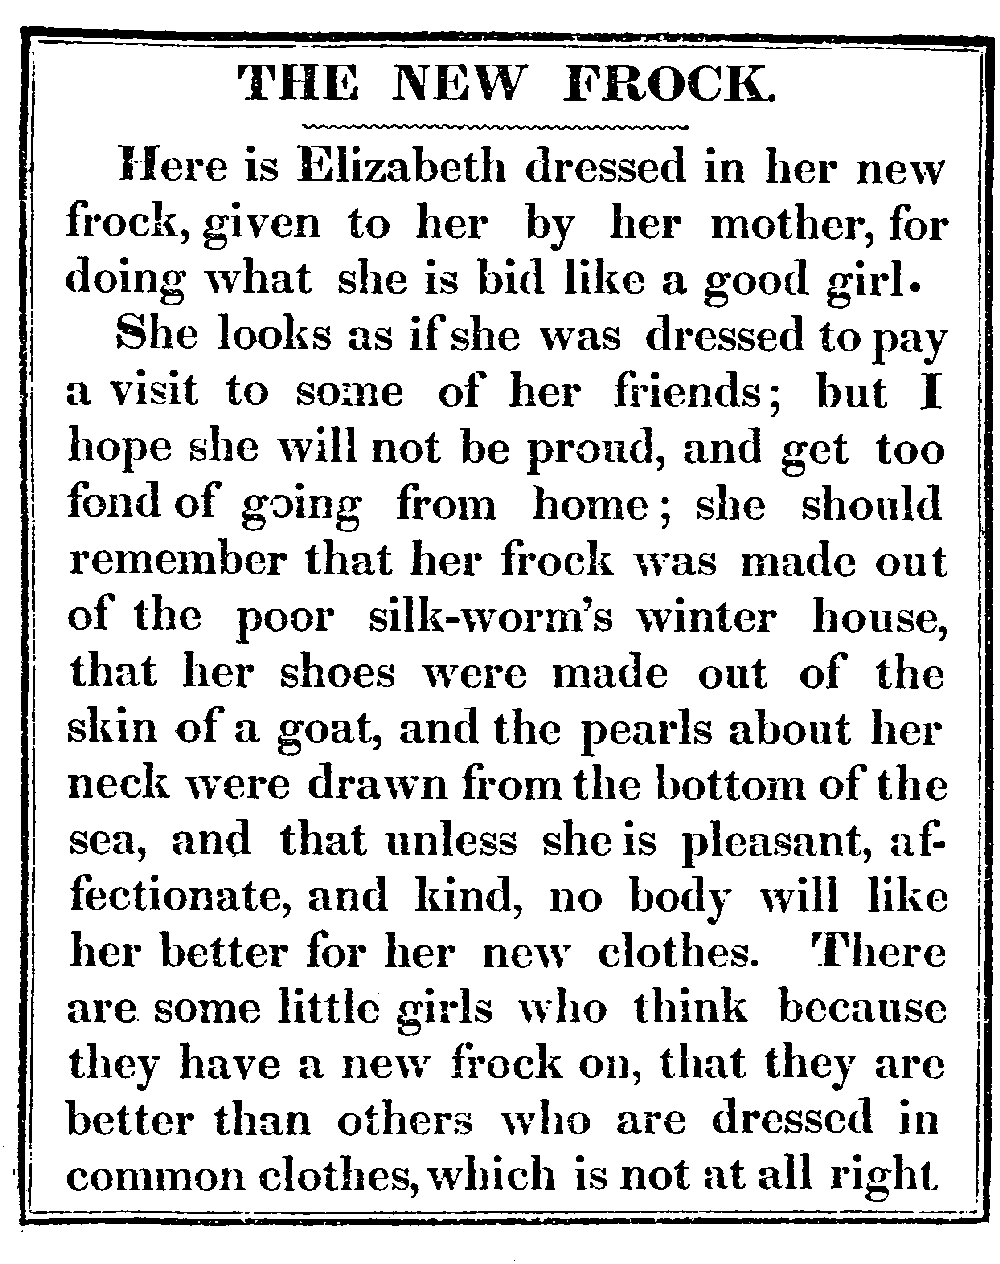 THE NEW FROCK.
Here is Elizabeth dressed in her new
frock, given to her by her mother, for
doing what she is bid like a good girl.
She looks as if she was dressed to pay
a visit to some of her friends; but I
hope she will not be proud, and get too
fond of going from home; she should
remember that her frock was made out
of the poor silk-worm's winter house,
that her shoes were made out of the
skin of a goat, and the pearls about her
neck were drawn from the bottom of the
sea, and that unless she is pleasant, af-
fectionate, and kind, no body will like
her better for her new clothes. There
are some little girls who think because
they have a new frock on, that they are
better than others who are dressed in
common clothes, which is not at all right.